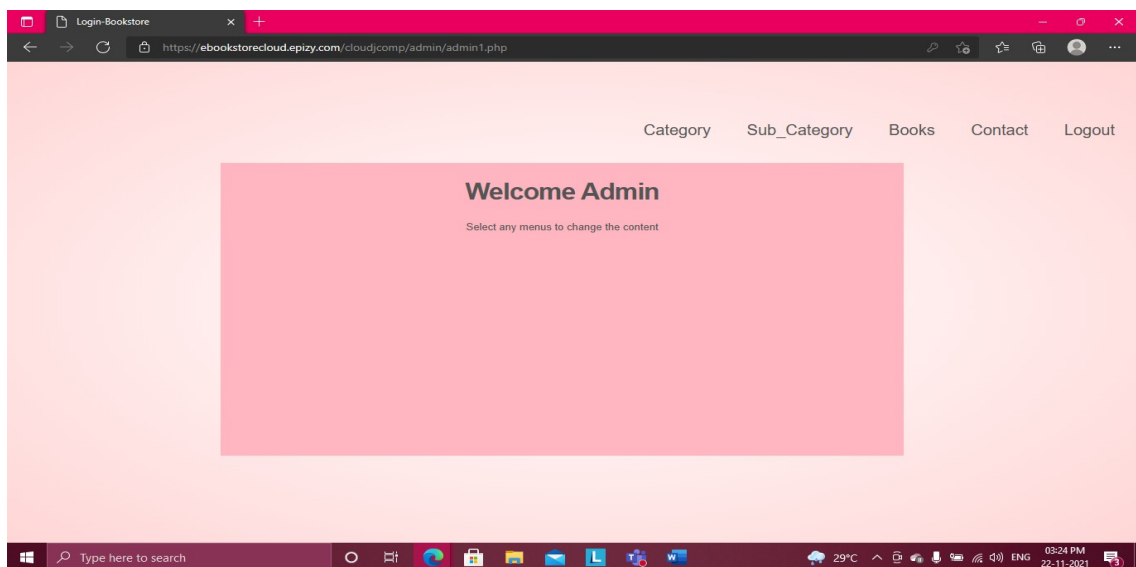 Login-Bookstore
https://ebookstorecloud.epizy.com/cloudjcomp/admin/admin1.php
Category Sub_Category Books Contact Logout
Welcome Admin
Select any menus to change the content
Type here to search
L
T
W
29°C
ENG
03:24 PM
22-11-2021
3